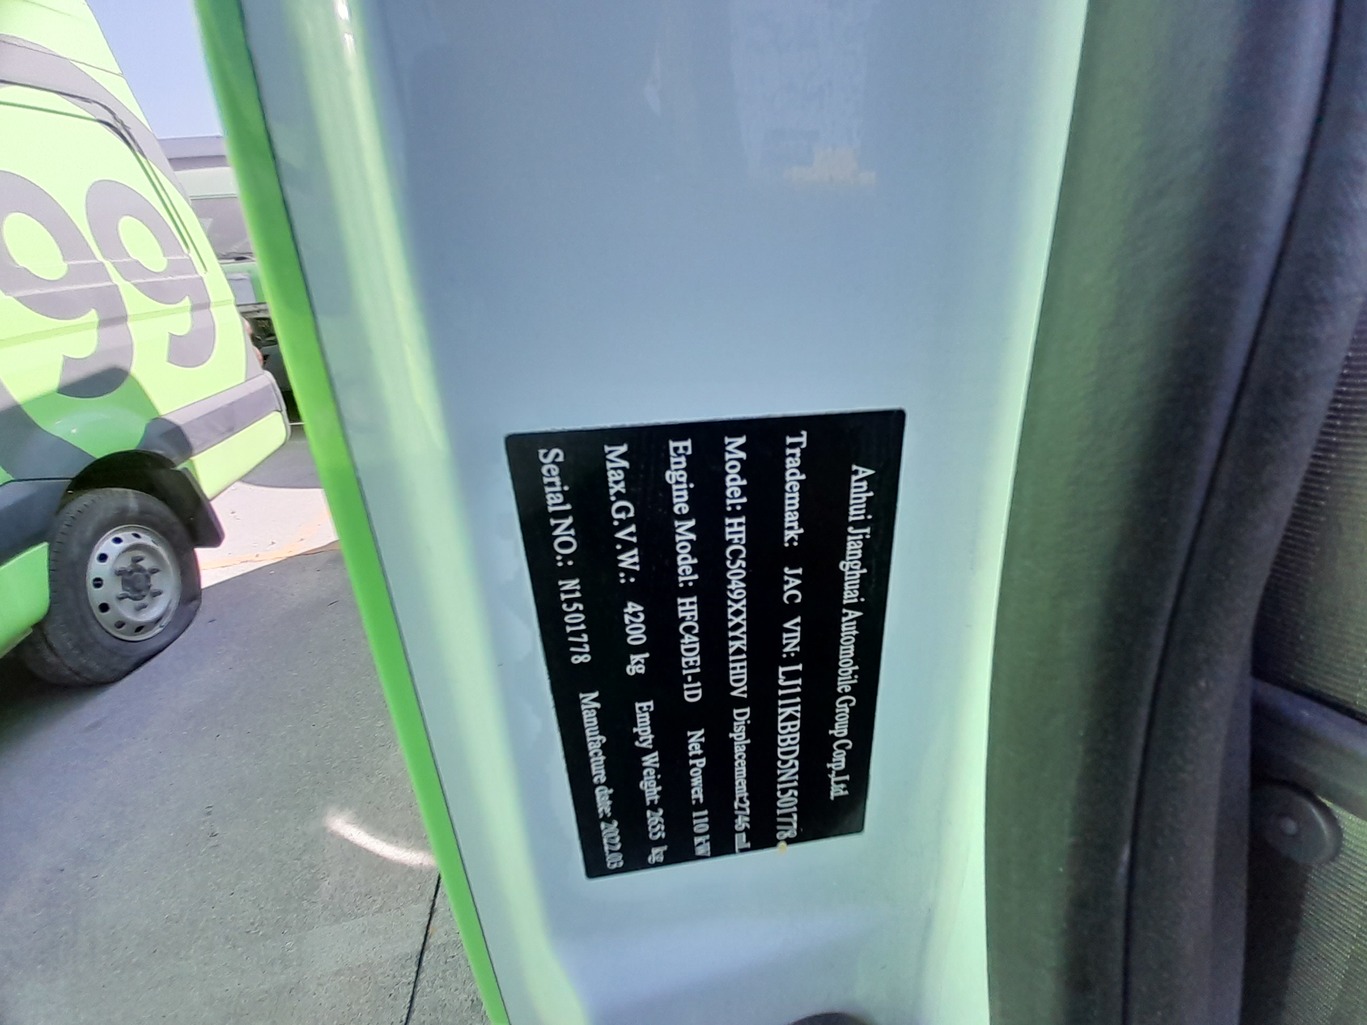 Anhui Jianghuai Automobile Group Corp.,Ltd.
Trademark: JAC VIN: LJ11KBBD5N1501778
Model: HFC5049XXYK1HDV Displacement:2746 mL
Engine Model: HFC4DE1-1D Net Power: 110 kW
Max.G.V.W.: 4200 kg Empty Weight: 2655 kg
Serial NO.: N1501778 Manufacture date: 2022.03
99